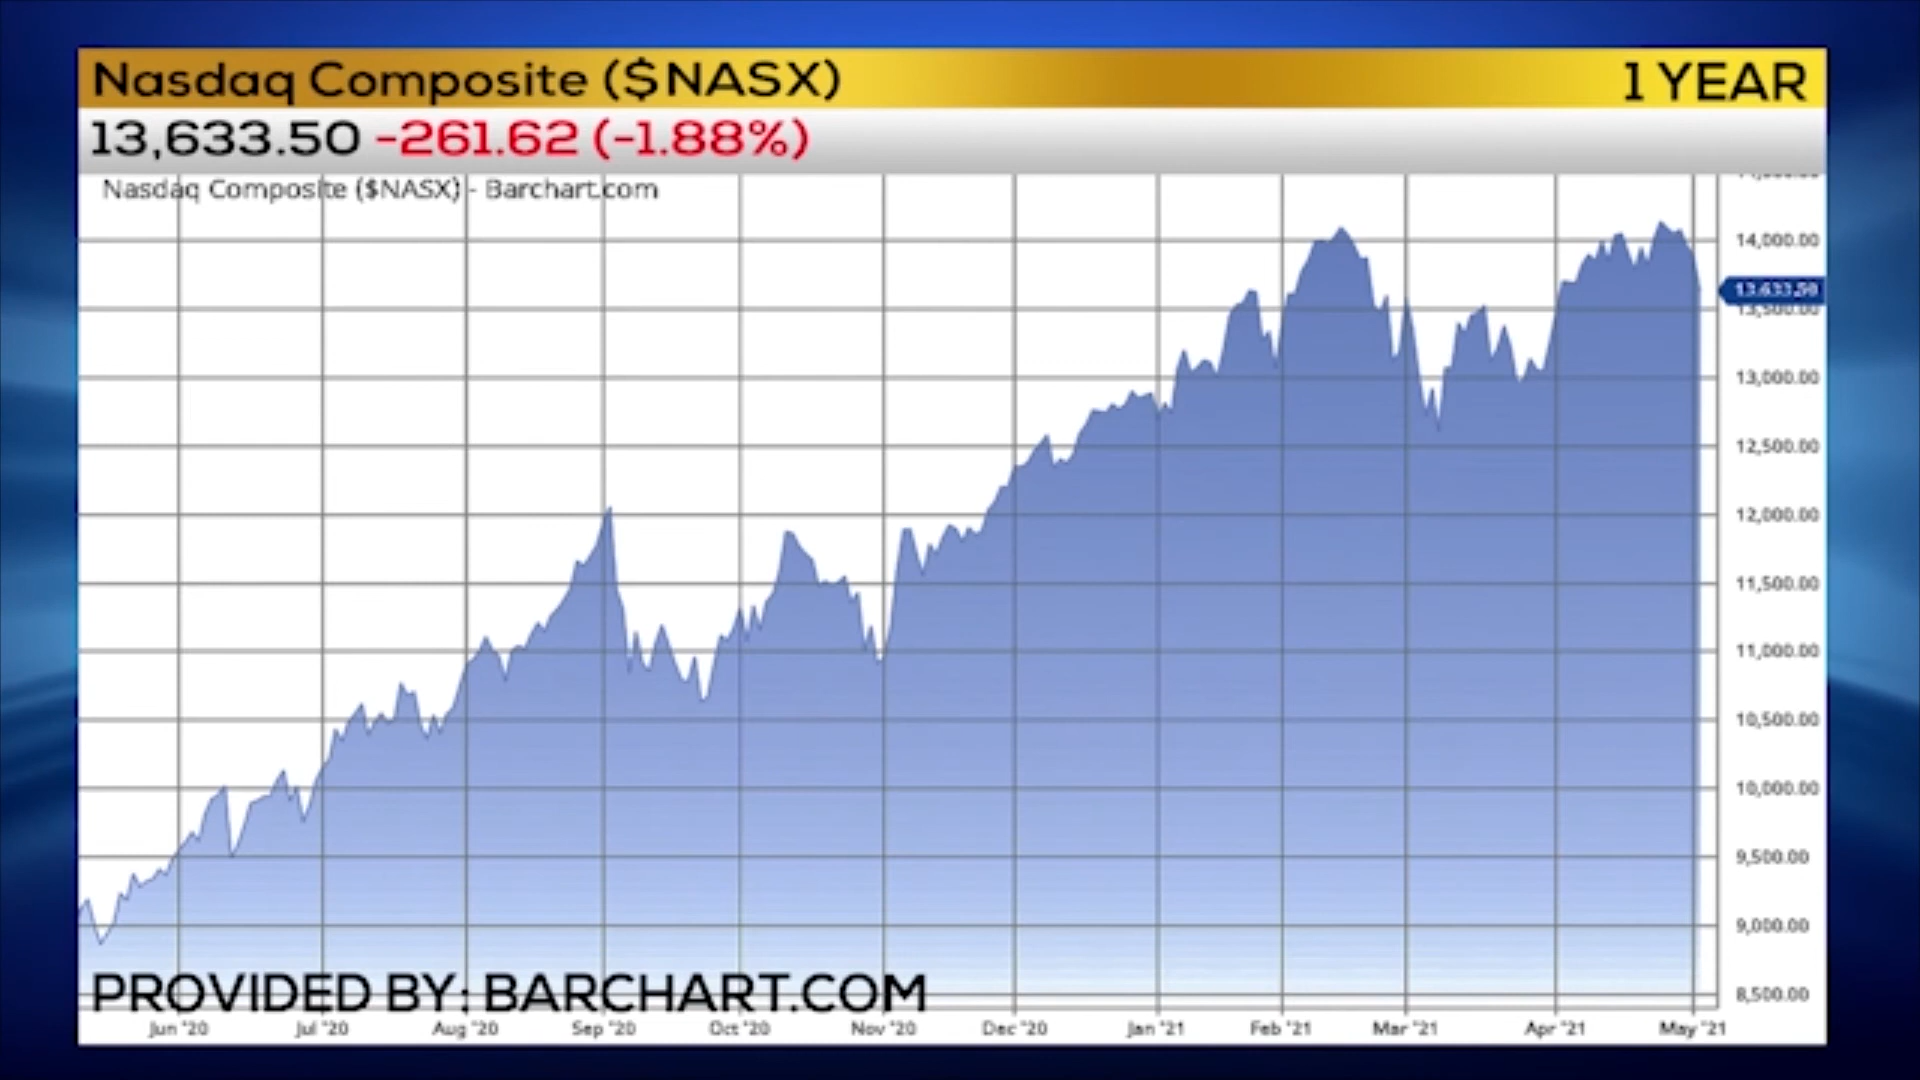 Nasdaq Composite ($NASX)
1 YEAR
13,633.50 -261.62 (-1.88%)
Nasdaq Composite ($NASX) - Barchart.com
14,000.00
13,633.50
13,500.00
13,000.00
12,500.00
12,000.00
11,500.00
11,000.00
10,500.00
10,000.00
9,500.00
9,000.00
8,500.00
PROVIDED BY: BARCHART.COM
Jun '20 Jul '20 Aug '20 Sep '20 Oct '20 Nov '20 Dec '20 Jan '21 Feb '21 Mar '21 Apr '21 May '21